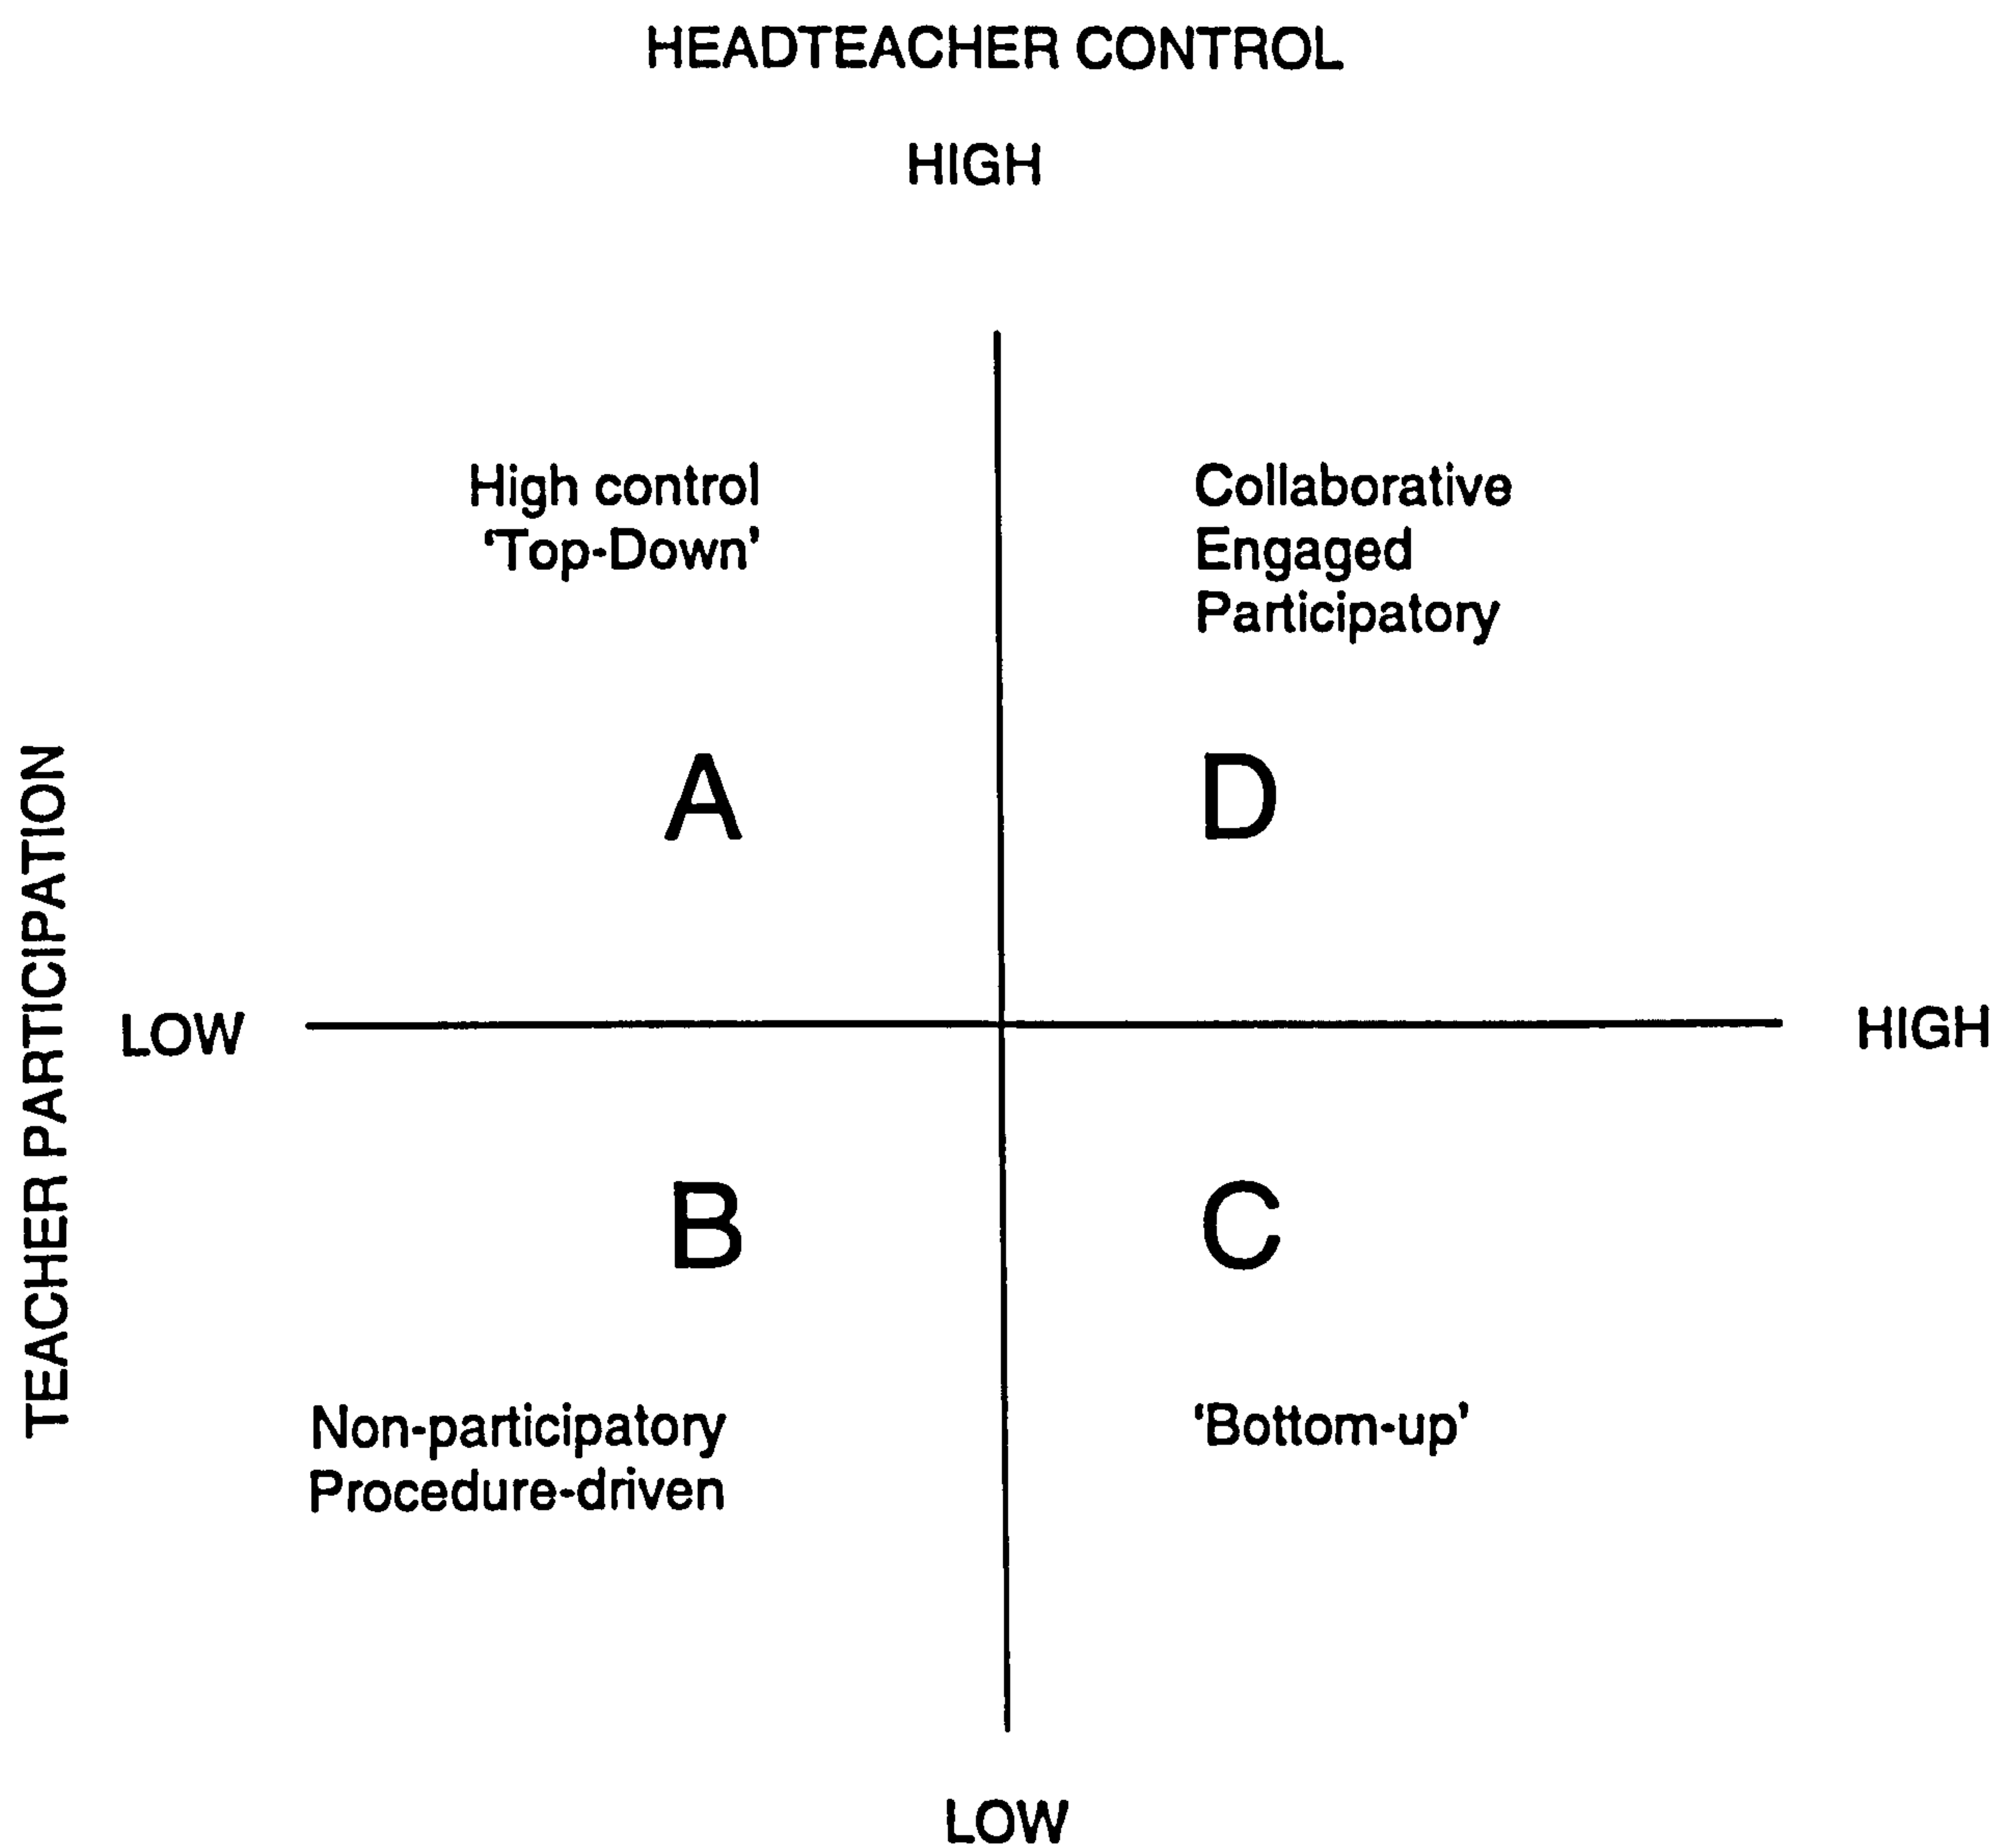 HEADTEACHER CONTROL
HIGH
High control
‘Top-Down’
Collaborative
Engaged
Participatory
A
D
TEACHER PARTICIPATION
LOW
HIGH
B
C
Non-participatory
Procedure-driven
‘Bottom-up’
LOW